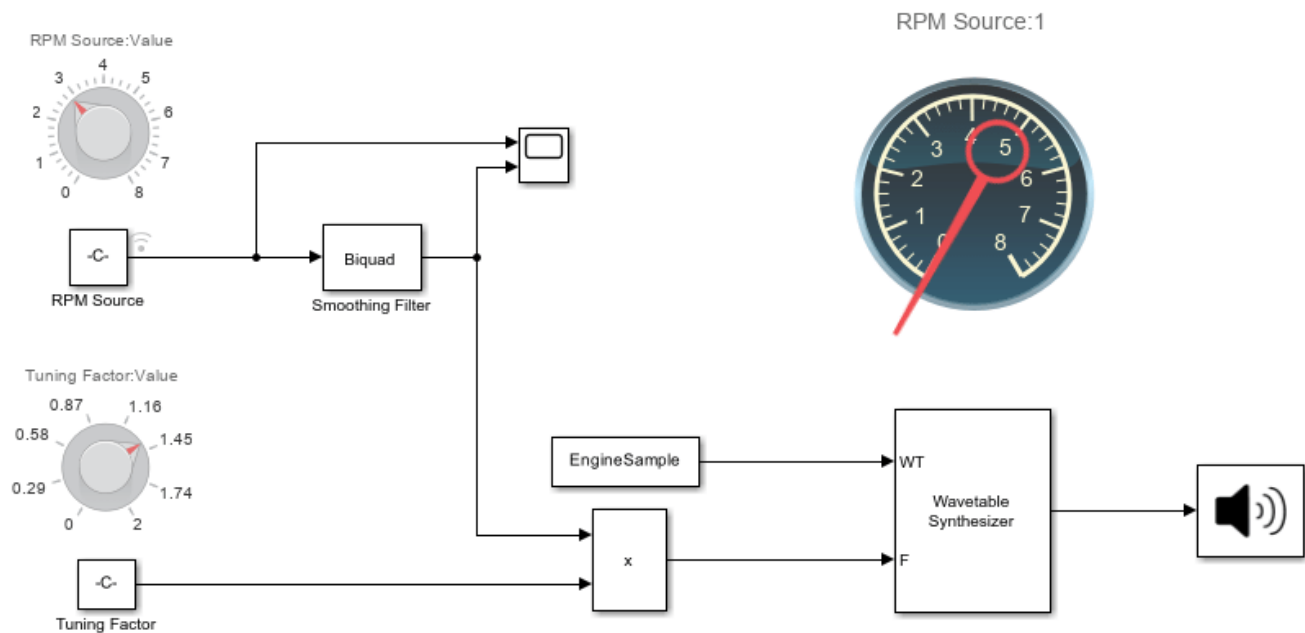 RPM Source:Value
0
1
2
3
4
5
6
7
8
-C-
RPM Source
Biquad
Smoothing Filter
RPM Source:1
0
1
2
3
4
5
6
7
8
Tuning Factor:Value
0
0.29
0.58
0.87
1.16
1.45
1.74
2
-C-
Tuning Factor
EngineSample
x
WT
F
Wavetable
Synthesizer